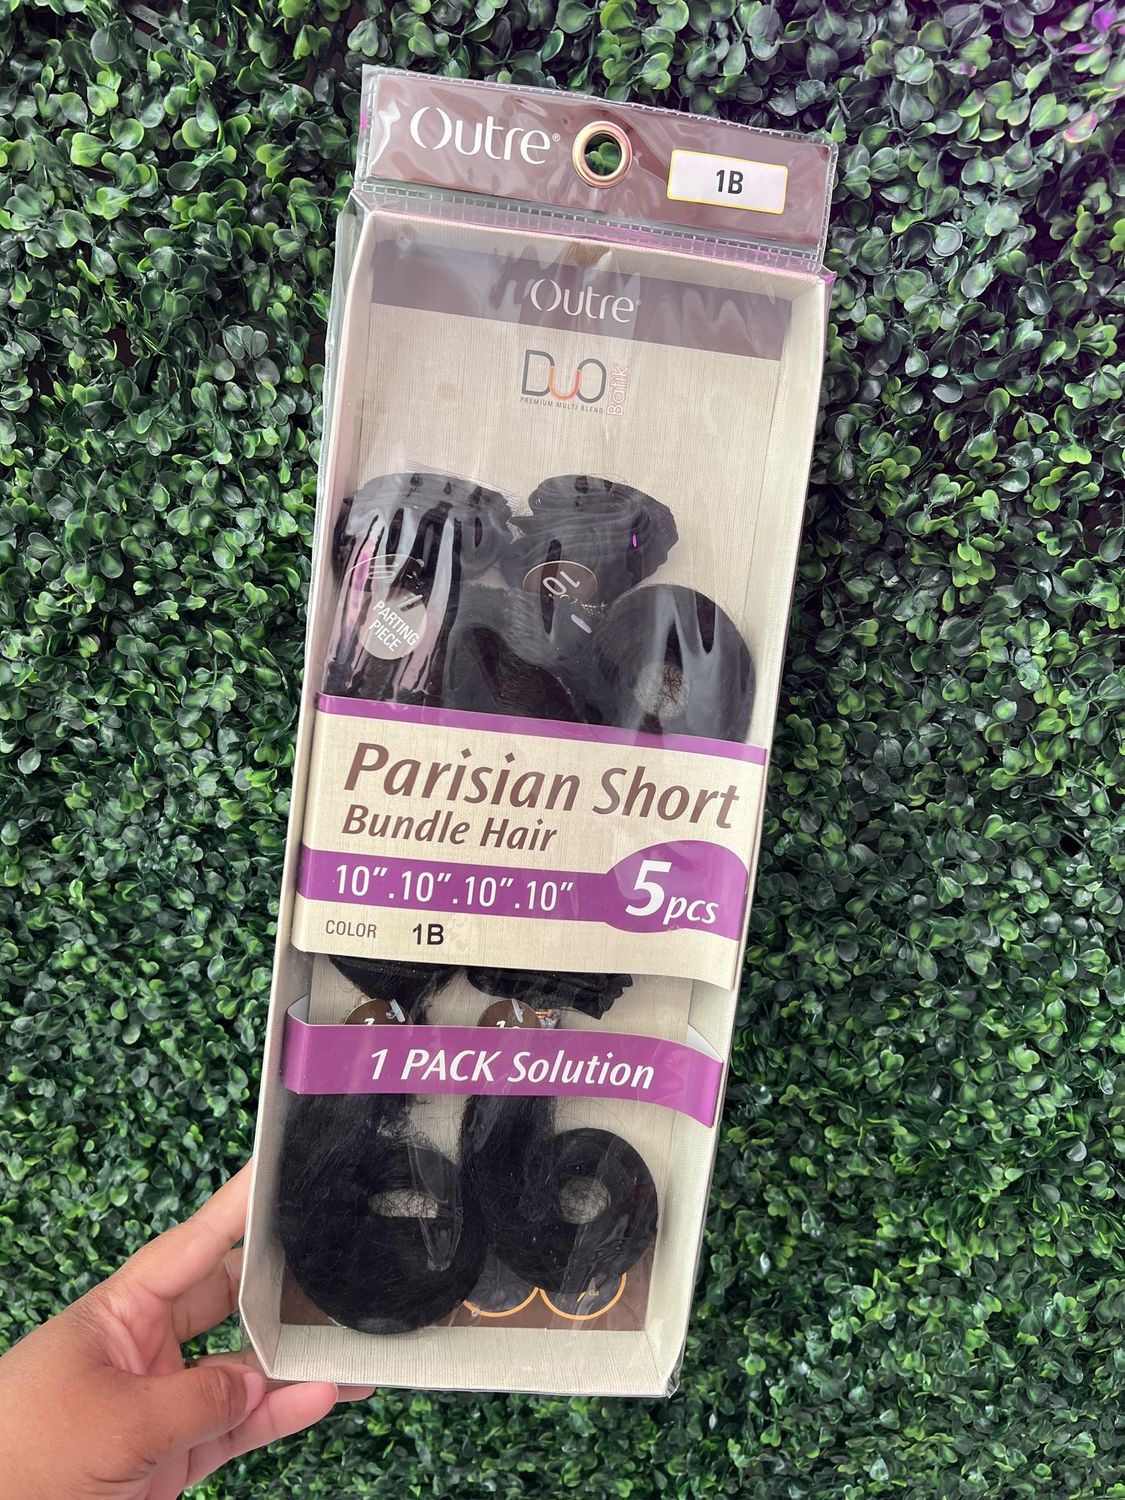 Outre®
1B
Outre
DUO
Batik
PREMIUM MULTI BLEND
10
PARTING
PIECE
Parisian Short
Bundle Hair
10”.10”.10”.10”
5pcs
COLOR 1B
1 PACK Solution